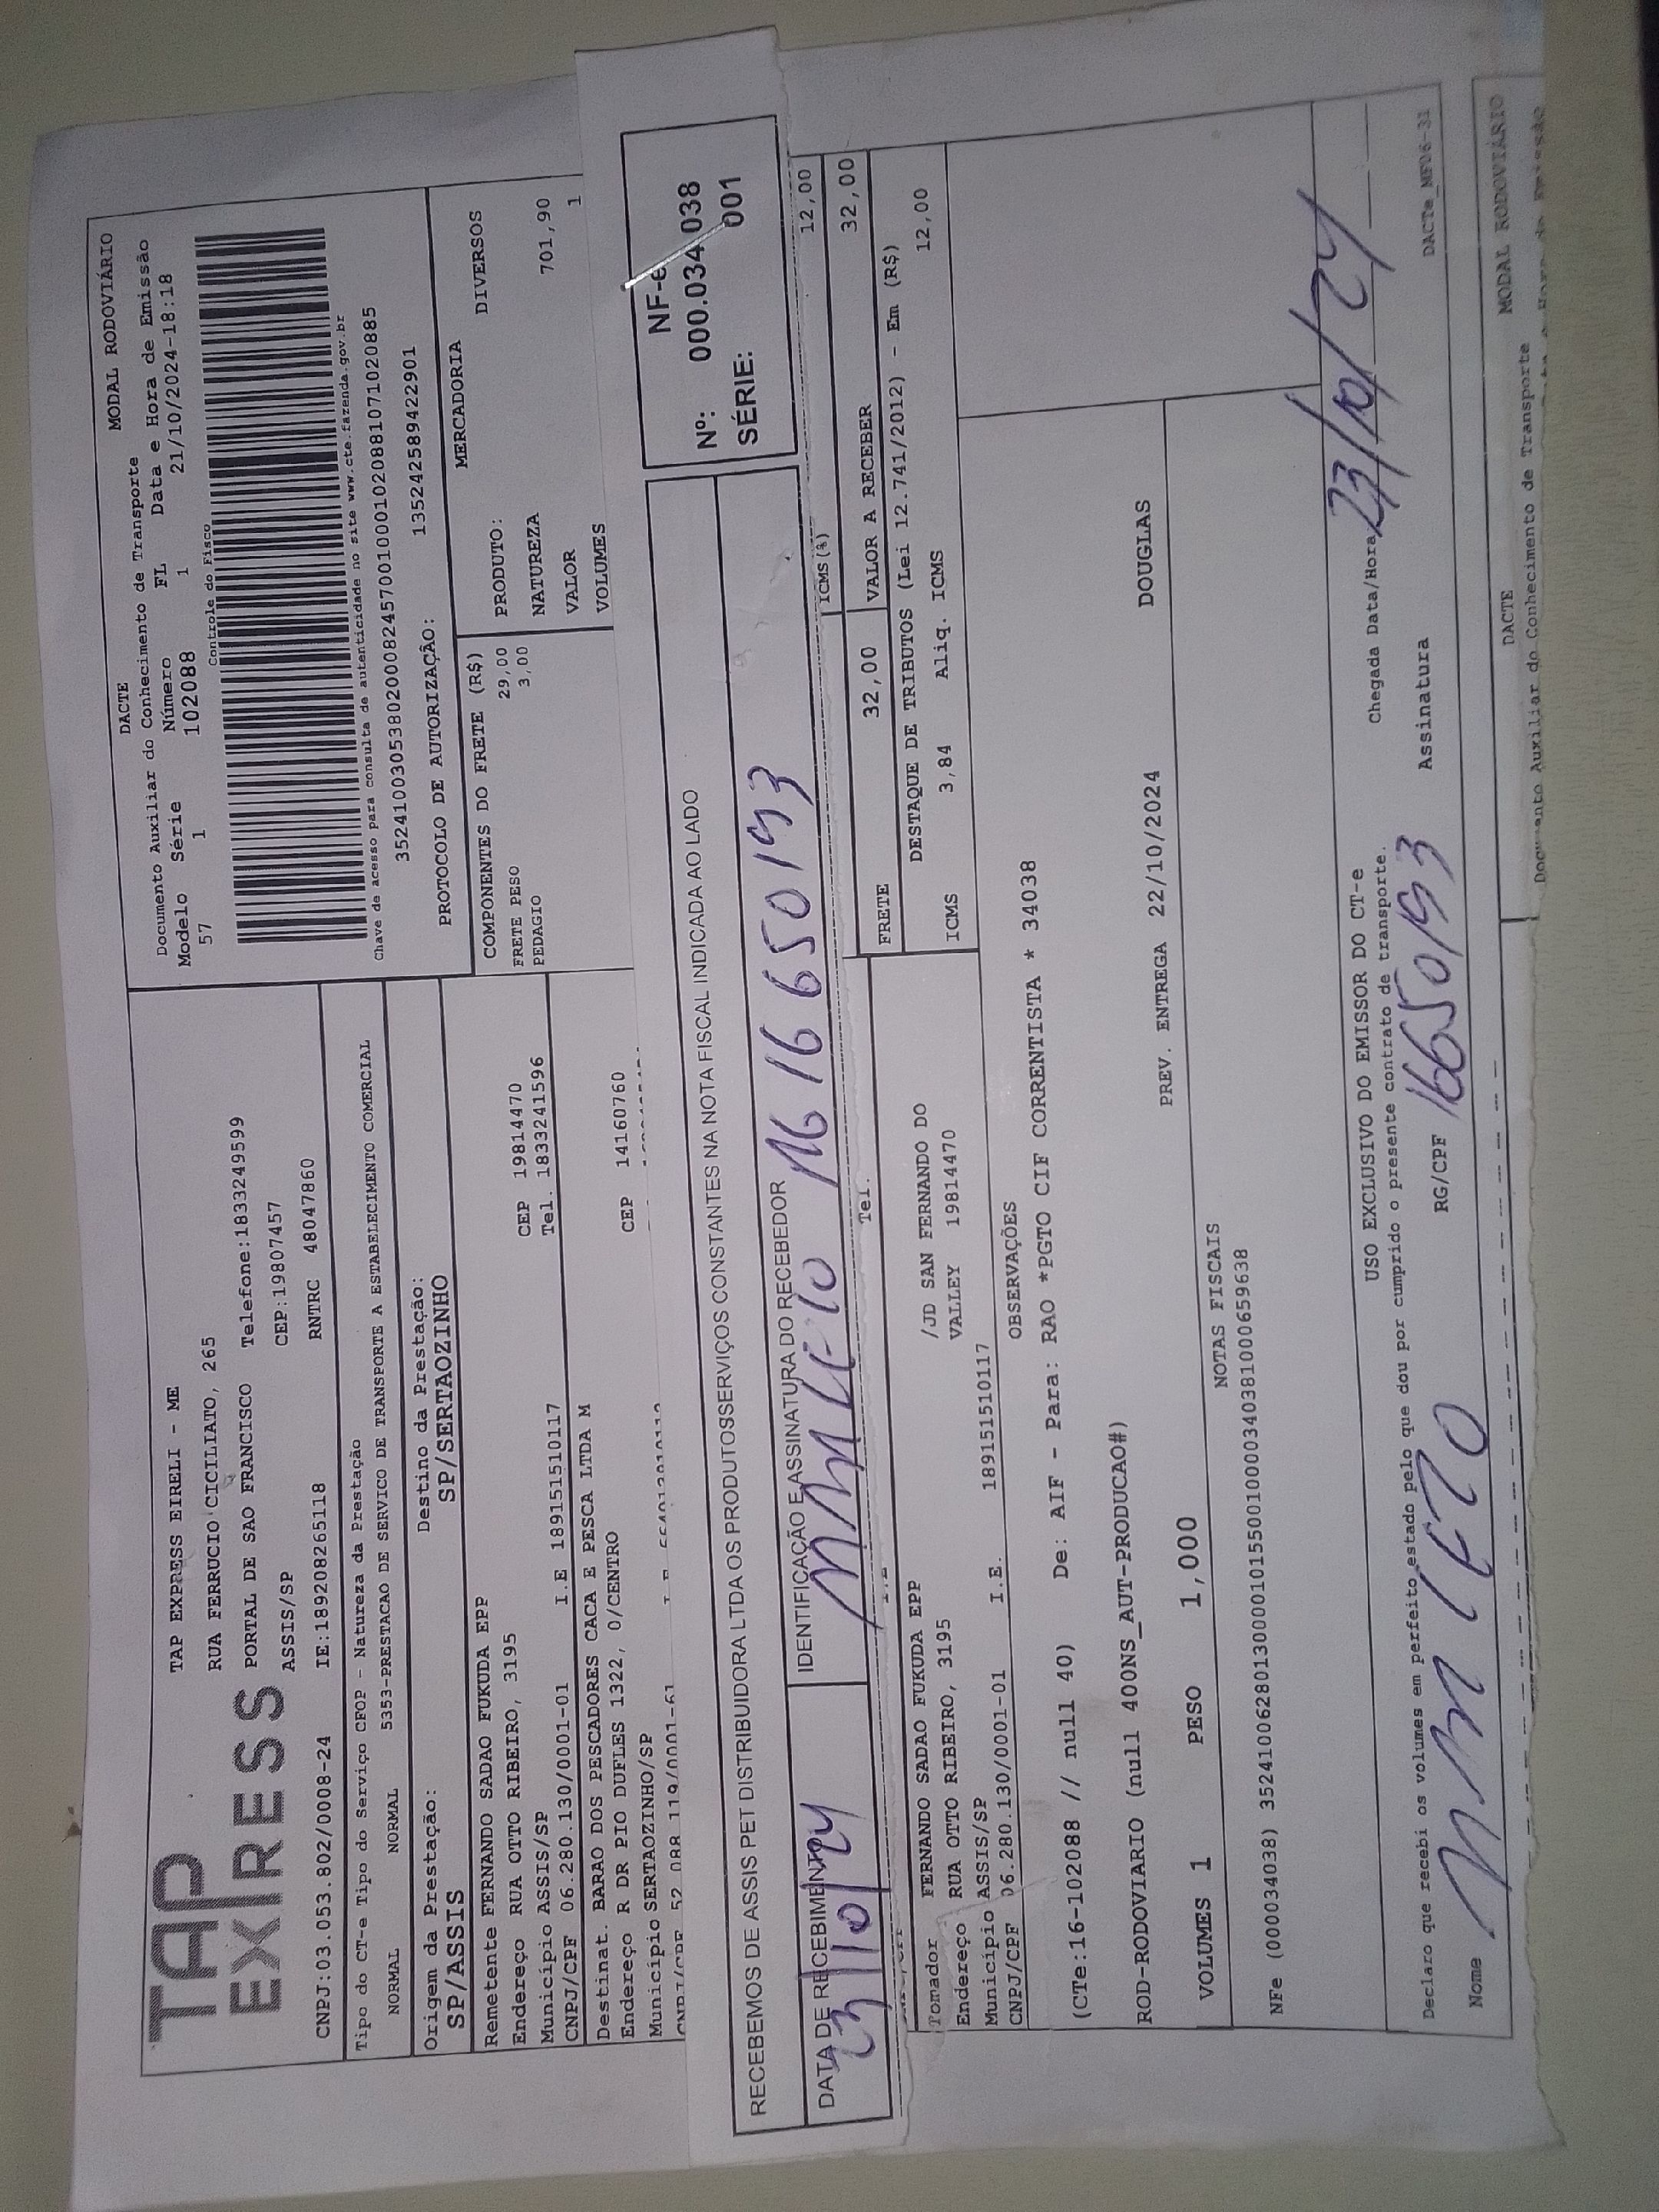 TAP EXPRESS
TAP EXPRESS EIRELI - ME
RUA FERRUCIO CICILIATO, 265
PORTAL DE SAO FRANCISCO Telefone:1833249599
ASSIS/SP CEP:19807457
CNPJ:03.053.802/0008-24 IE:189208265118 RNTRC 48047860
DACTE MODAL RODOVIÁRIO
Documento Auxiliar do Conhecimento de Transporte
Modelo Série Número FL Data e Hora de Emissão
57 1 102088 1 21/10/2024-18:18
Controle do Fisco
Chave de acesso para consulta de autenticidade no site www.cte.fazenda.gov.br
35241003053802000824570010001020881071020885
PROTOCOLO DE AUTORIZAÇÃO: 135242589422901
Tipo do CT-e Tipo do Serviço CFOP - Natureza da Prestação
NORMAL NORMAL 5353-PRESTACAO DE SERVICO DE TRANSPORTE A ESTABELECIMENTO COMERCIAL
Origem da Prestação: Destino da Prestação:
SP/ASSIS SP/SERTAOZINHO
Remetente FERNANDO SADAO FUKUDA EPP
Endereço RUA OTTO RIBEIRO, 3195
Município ASSIS/SP CEP 19814470
CNPJ/CPF 06.280.130/0001-01 I.E 189151510117 Tel. 1833241596
Destinat. BARAO DOS PESCADORES CACA E PESCA LTDA M
Endereço R DR PIO DUFLES 1322, 0/CENTRO
Município SERTAOZINHO/SP CEP 14160760
COMPONENTES DO FRETE (R$)
FRETE PESO 29,00
PEDAGIO 3,00
MERCADORIA
PRODUTO: DIVERSOS
NATUREZA
VALOR 701,90
VOLUMES 1
RECEBEMOS DE ASSIS PET DISTRIBUIDORA LTDA OS PRODUTOSSERVIÇOS CONSTANTES NA NOTA FISCAL INDICADA AO LADO
DATA DE RECEBIMENTO IDENTIFICAÇÃO E ASSINATURA DO RECEBEDOR
NF-e
Nº: 000.034.038
SÉRIE: 001
ICMS(%) 12,00
Tel.
FRETE 32,00 VALOR A RECEBER 32,00
DESTAQUE DE TRIBUTOS (Lei 12.741/2012) - Em (R$)
ICMS 3,84 Aliq. ICMS 12,00
Tomador FERNANDO SADAO FUKUDA EPP
Endereço RUA OTTO RIBEIRO, 3195 /JD SAN FERNANDO DO
Município ASSIS/SP VALLEY 19814470
CNPJ/CPF 06.280.130/0001-01 I.E. 189151510117
OBSERVAÇÕES
(CTe:16-102088 // null 40) De: AIF - Para: RAO *PGTO CIF CORRENTISTA * 34038
ROD-RODOVIARIO (null 400NS_AUT-PRODUCAO#)
PREV. ENTREGA 22/10/2024 DOUGLAS
VOLUMES 1 PESO 1,000
NOTAS FISCAIS
NFe (000034038) 35241006280130000101550010000340381000659638
USO EXCLUSIVO DO EMISSOR DO CT-e
Declaro que recebi os volumes em perfeito estado pelo que dou por cumprido o presente contrato de transporte.
Chegada Data/Hora 23/10/24
Nome RG/CPF 16650193 Assinatura
DACTe_MF06-31
DACTE MODAL RODOVIÁRIO
Documento Auxiliar do Conhecimento de Transporte